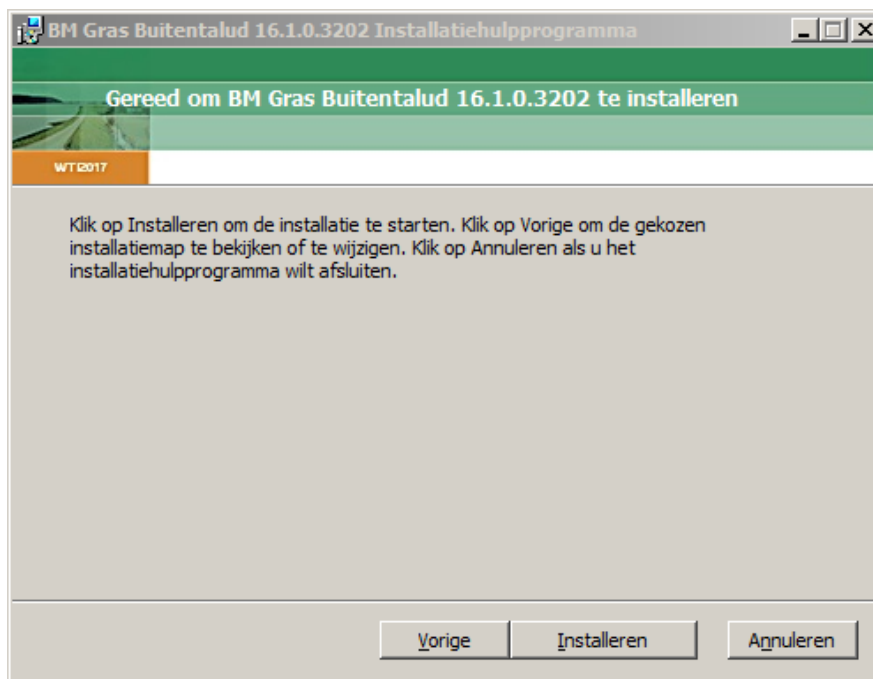 BM Gras Buitentalud 16.1.0.3202 Installatiehulpprogramma
Gereed om BM Gras Buitentalud 16.1.0.3202 te installeren
WTI2017
Klik op Installeren om de installatie te starten. Klik op Vorige om de gekozen
installatiemap te bekijken of te wijzigen. Klik op Annuleren als u het
installatiehulpprogramma wilt afsluiten.
Vorige
Installeren
Annuleren